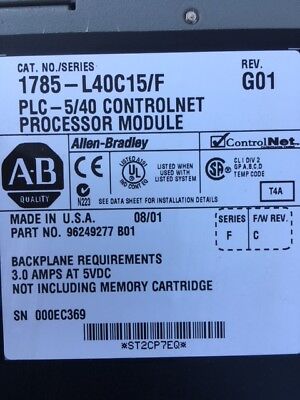 CAT. NO./SERIES REV.
1785-L40C15/F G01
PLC-5/40 CONTROLNET
PROCESSOR MODULE
Allen-Bradley ControlNet
A-B
QUALITY
N223
UL LISTED
LISTED UNDER
USED WITH
LISTED SYSTEM
CL I DIV 2
GP A,B,C,D
TEMP CODE
T4A
SEE DATA SHEET FOR INSTALLATION DETAILS
MADE IN U.S.A. 08/01
PART NO. 96249277 B01
SERIES F/W REV.
F C
BACKPLANE REQUIREMENTS
3.0 AMPS AT 5VDC
NOT INCLUDING MEMORY CARTRIDGE
SN 000EC369
*ST2CP7EQ*